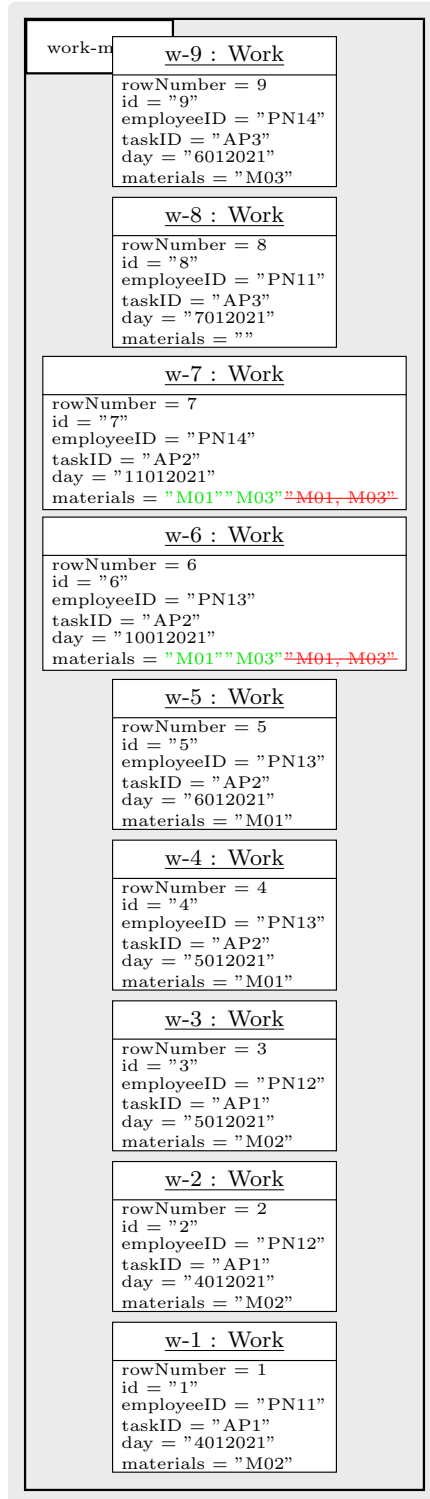 work-m
w-9 : Work
rowNumber = 9
id = ”9”
employeeID = ”PN14”
taskID = ”AP3”
day = ”6012021”
materials = ”M03”
w-8 : Work
rowNumber = 8
id = ”8”
employeeID = ”PN11”
taskID = ”AP3”
day = ”7012021”
materials = ””
w-7 : Work
rowNumber = 7
id = ”7”
employeeID = ”PN14”
taskID = ”AP2”
day = ”11012021”
materials = ”M01””M03””M01, M03”
w-6 : Work
rowNumber = 6
id = ”6”
employeeID = ”PN13”
taskID = ”AP2”
day = ”10012021”
materials = ”M01””M03””M01, M03”
w-5 : Work
rowNumber = 5
id = ”5”
employeeID = ”PN13”
taskID = ”AP2”
day = ”6012021”
materials = ”M01”
w-4 : Work
rowNumber = 4
id = ”4”
employeeID = ”PN13”
taskID = ”AP2”
day = ”5012021”
materials = ”M01”
w-3 : Work
rowNumber = 3
id = ”3”
employeeID = ”PN12”
taskID = ”AP1”
day = ”5012021”
materials = ”M02”
w-2 : Work
rowNumber = 2
id = ”2”
employeeID = ”PN12”
taskID = ”AP1”
day = ”4012021”
materials = ”M02”
w-1 : Work
rowNumber = 1
id = ”1”
employeeID = ”PN11”
taskID = ”AP1”
day = ”4012021”
materials = ”M02”